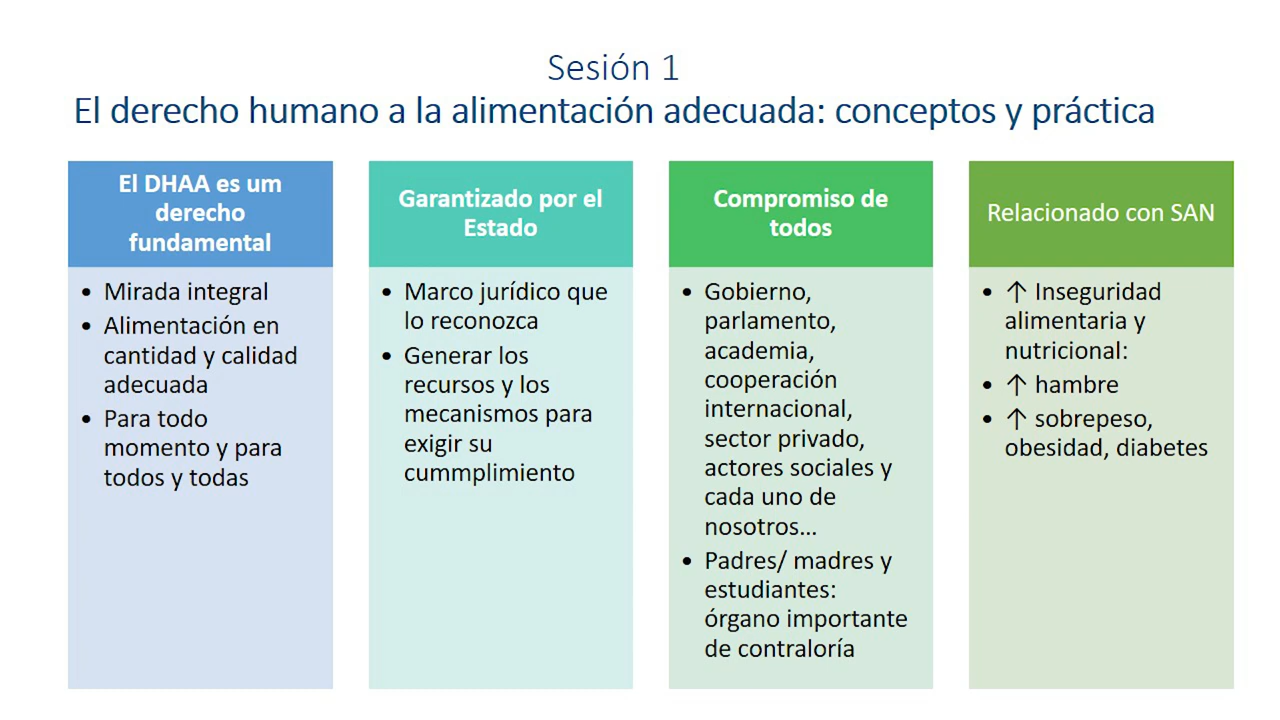 Sesión 1
El derecho humano a la alimentación adecuada: conceptos y práctica
El DHAA es um
derecho
fundamental
• Mirada integral
• Alimentación en
cantidad y calidad
adecuada
• Para todo
momento y para
todos y todas
Garantizado por el
Estado
• Marco jurídico que
lo reconozca
• Generar los
recursos y los
mecanismos para
exigir su
cummplimiento
Compromiso de
todos
• Gobierno,
parlamento,
academia,
cooperación
internacional,
sector privado,
actores sociales y
cada uno de
nosotros...
• Padres/ madres y
estudiantes:
órgano importante
de contraloría
Relacionado con SAN
• ↑ Inseguridad
alimentaria y
nutricional:
• ↑ hambre
• ↑ sobrepeso,
obesidad, diabetes